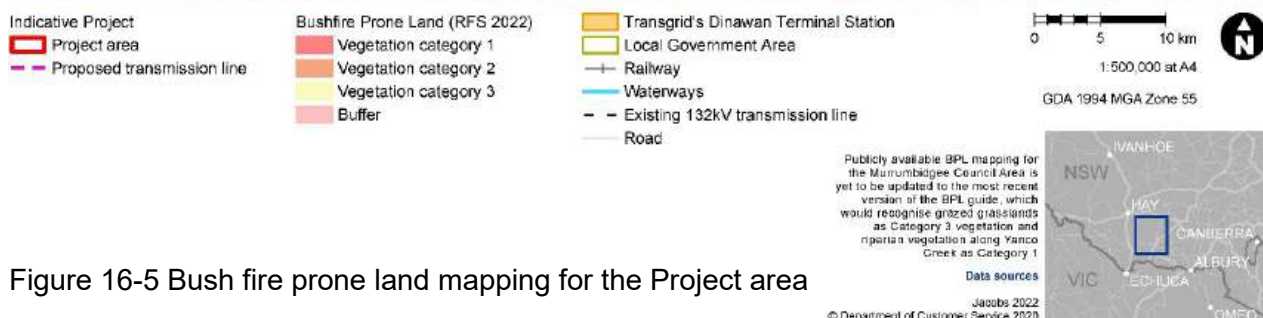 Indicative Project
Project area
Proposed transmission line
Bushfire Prone Land (RFS 2022)
Vegetation category 1
Vegetation category 2
Vegetation category 3
Buffer
Transgrid's Dinawan Terminal Station
Local Government Area
Railway
Waterways
Existing 132kV transmission line
Road
0 5 10 km
1:500,000 at A4
GDA 1994 MGA Zone 55
N
Publicly available BPL mapping for
the Murrumbidgee Council Area is
yet to be updated to the most recent
version of the BPL guide, which
would recognise grazed grasslands
as Category 3 vegetation and
riparian vegetation along Yanco
Creek as Category 1
Data sources
Jacobs 2022
© Department of Customer Service 2020
IVANHOE
NSW
HAY
CANBERRA
ALBURY
VIC
ECHUCA
OMEO
Figure 16-5 Bush fire prone land mapping for the Project area